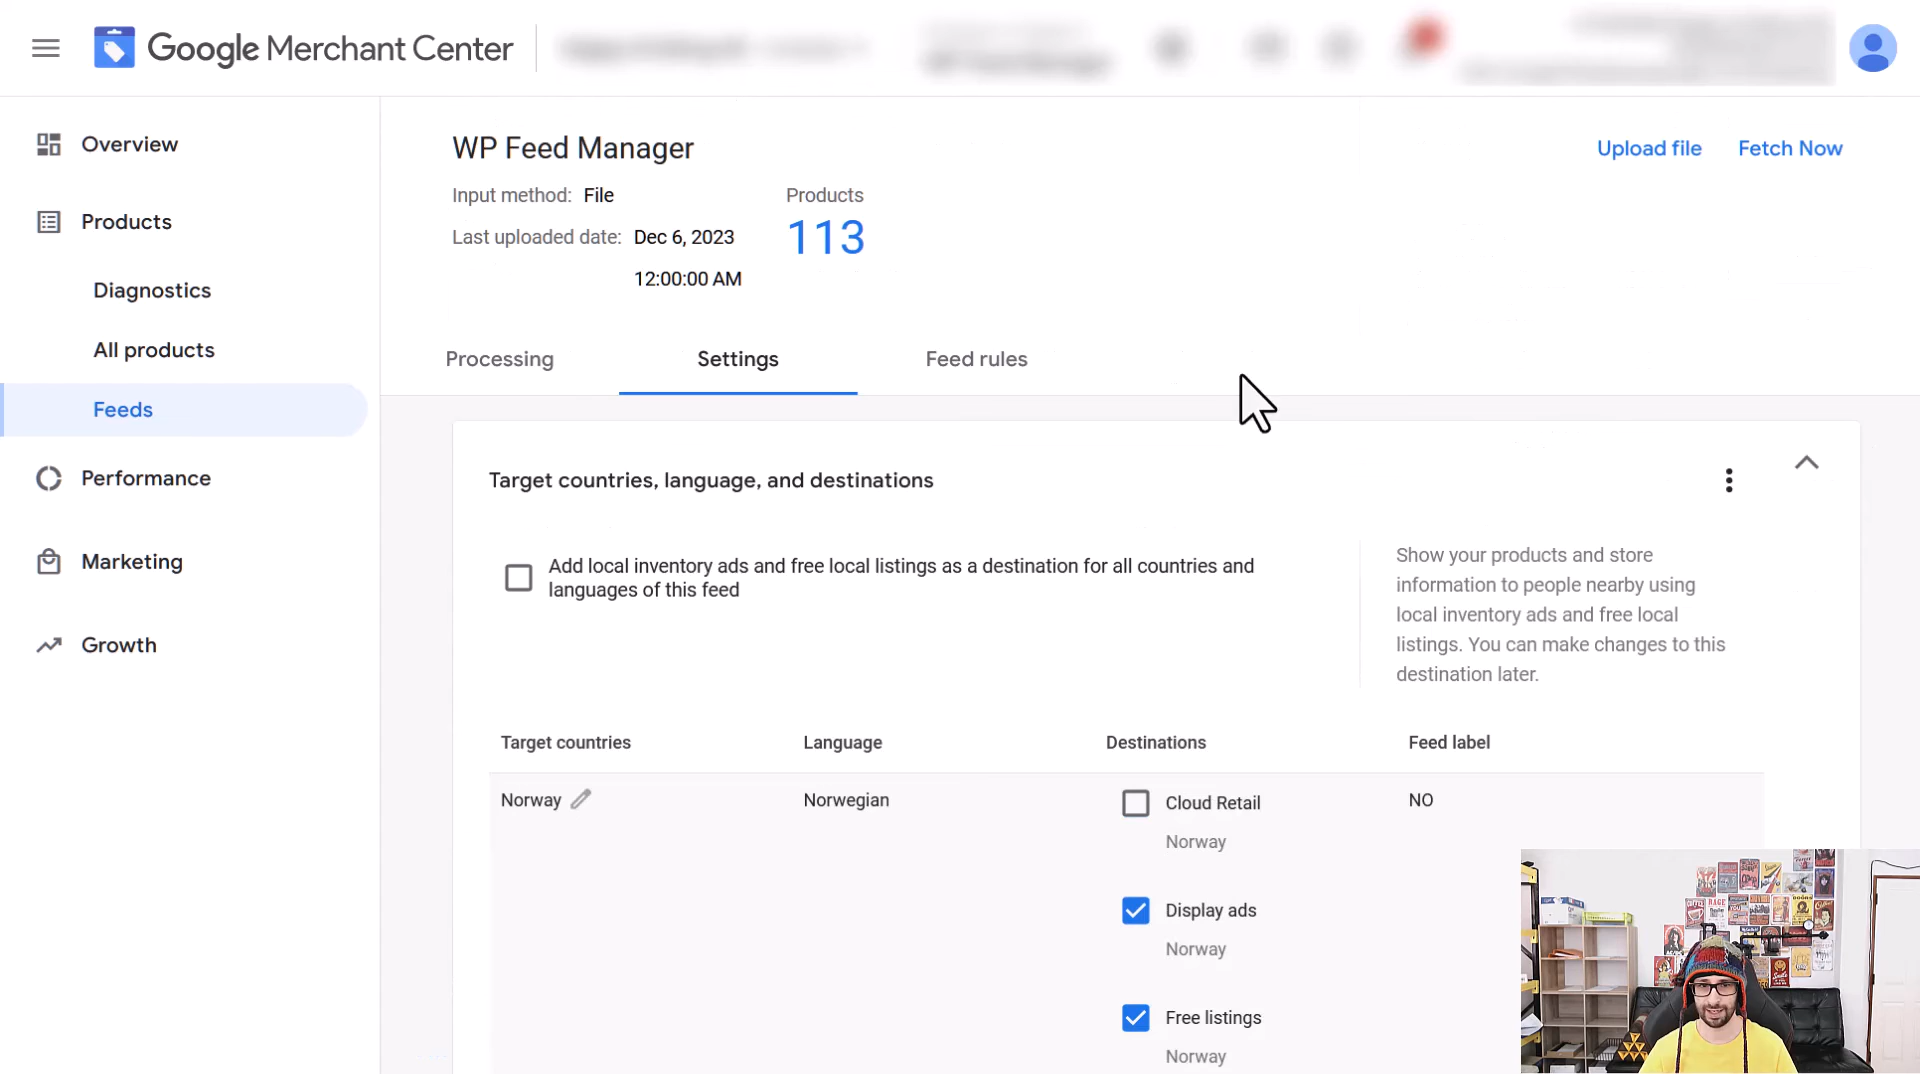 Google Merchant Center
Overview
Products
Diagnostics
All products
Feeds
Performance
Marketing
Growth
WP Feed Manager
Upload file
Fetch Now
Input method: File
Products
Last uploaded date: Dec 6, 2023
113
12:00:00 AM
Processing
Settings
Feed rules
Target countries, language, and destinations
Add local inventory ads and free local listings as a destination for all countries and
languages of this feed
Show your products and store
information to people nearby using
local inventory ads and free local
listings. You can make changes to this
destination later.
Target countries
Language
Destinations
Feed label
Norway
Norwegian
Cloud Retail
NO
Norway
Display ads
Norway
Free listings
Norway